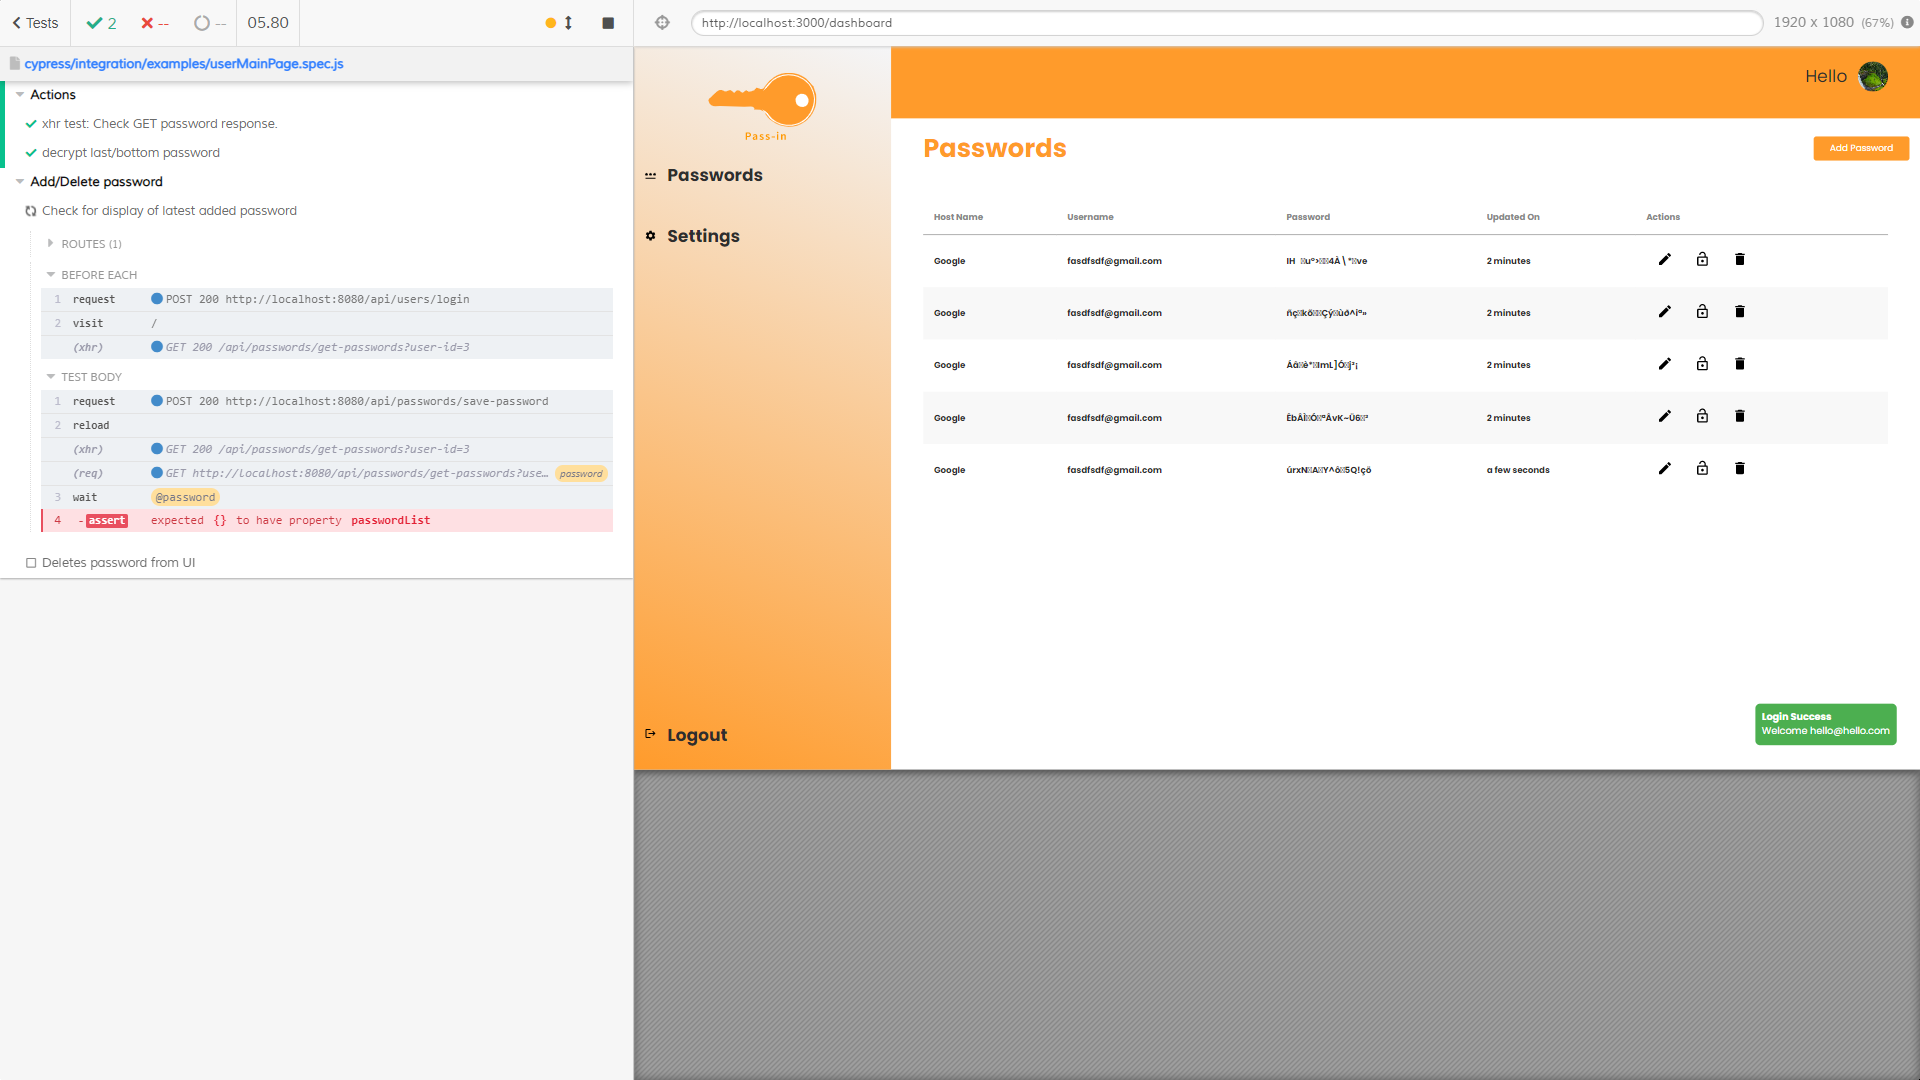 Tests
2
--
--
05.80
http://localhost:3000/dashboard
1920 x 1080 (67%)
cypress/integration/examples/userMainPage.spec.js
Actions
xhr test: Check GET password response.
decrypt last/bottom password
Add/Delete password
Check for display of latest added password
ROUTES (1)
BEFORE EACH
1 request POST 200 http://localhost:8080/api/users/login
2 visit /
(xhr) GET 200 /api/passwords/get-passwords?user-id=3
TEST BODY
1 request POST 200 http://localhost:8080/api/passwords/save-password
2 reload
(xhr) GET 200 /api/passwords/get-passwords?user-id=3
(req) GET http://localhost:8080/api/passwords/get-passwords?use... password
3 wait @password
4 -assert expected {} to have property passwordList
Deletes password from UI
Pass-in
Passwords
Settings
Logout
Hello
Passwords
Add Password
Host Name Username Password Updated On Actions
Google fasdfsdf@gmail.com 2 minutes
Google fasdfsdf@gmail.com 2 minutes
Google fasdfsdf@gmail.com 2 minutes
Google fasdfsdf@gmail.com 2 minutes
Google fasdfsdf@gmail.com a few seconds
Login Success
Welcome hello@hello.com